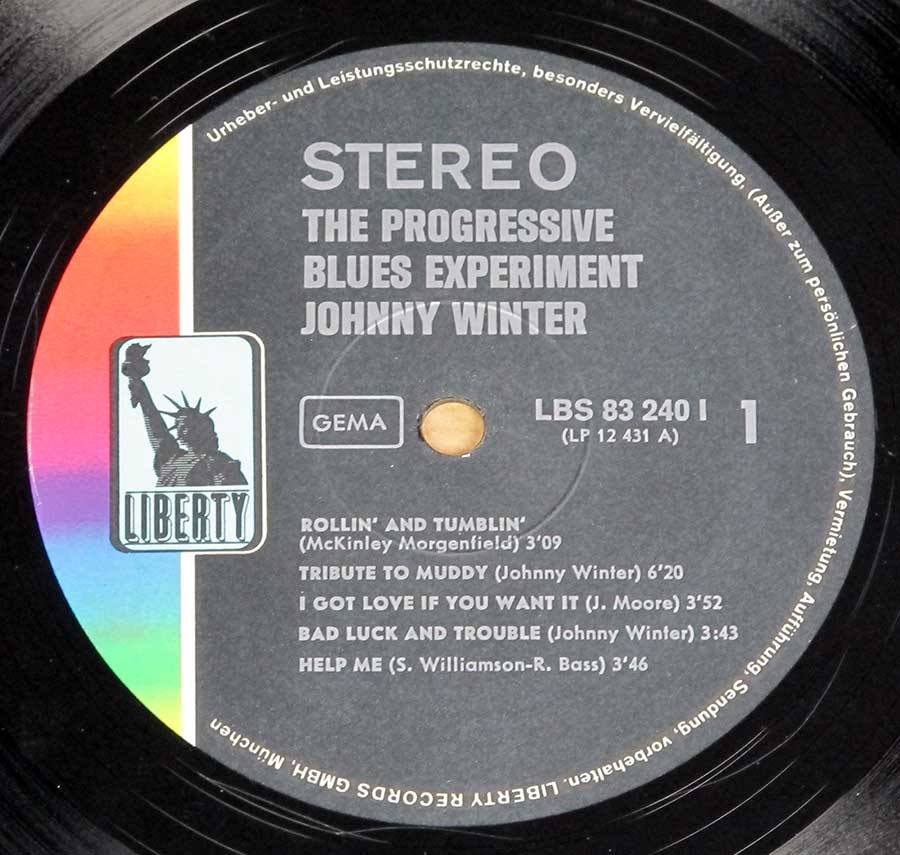 Urheber- und Leistungsschutzrechte, besonders Vervielfältigung, (Außer zum persönlichen Gebrauch), Vermietung, Aufführung, Sendung, vorbehalten. LIBERTY RECORDS GMBH, München
STEREO
THE PROGRESSIVE
BLUES EXPERIMENT
JOHNNY WINTER
GEMA
LBS 83 240 I
(LP 12 431 A)
1
LIBERTY
ROLLIN' AND TUMBLIN'
(McKinley Morgenfield) 3'09
TRIBUTE TO MUDDY (Johnny Winter) 6'20
I GOT LOVE IF YOU WANT IT (J. Moore) 3'52
BAD LUCK AND TROUBLE (Johnny Winter) 3:43
HELP ME (S. Williamson-R. Bass) 3'46